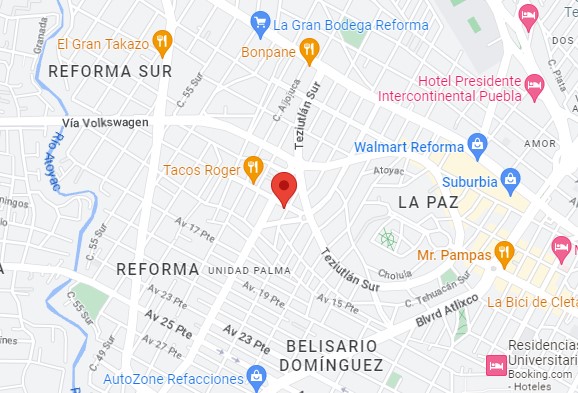 DOS
La Gran Bodega Reforma
Granada
El Gran Takazo
Bonpane
REFORMA SUR
C. 55 Sur
C. Ajojuca
Teziutlán Sur
Hotel Presidente
Intercontinental Puebla
Vía Volkswagen
Río Atoyac
Walmart Reforma
AMOR
Tacos Roger
Atoyac
Suburbia
LA PAZ
C. 55 Sur
Av 17 Pte
Mr. Pampas
REFORMA
UNIDAD PALMA
Teziutlán Sur
Cholula
C. Tehuacán Sur
Av 23 Pte
Av. 19 Pte
Av 15 Pte
La Bici de Cleta
C. 55 Sur
Blvrd Atlixco
Av 25 Pte
Av 23 Pte
C. 49 Sur
BELISARIO
DOMÍNGUEZ
Residencias
Universitari
Booking.com
- Hoteles
AutoZone Refacciones